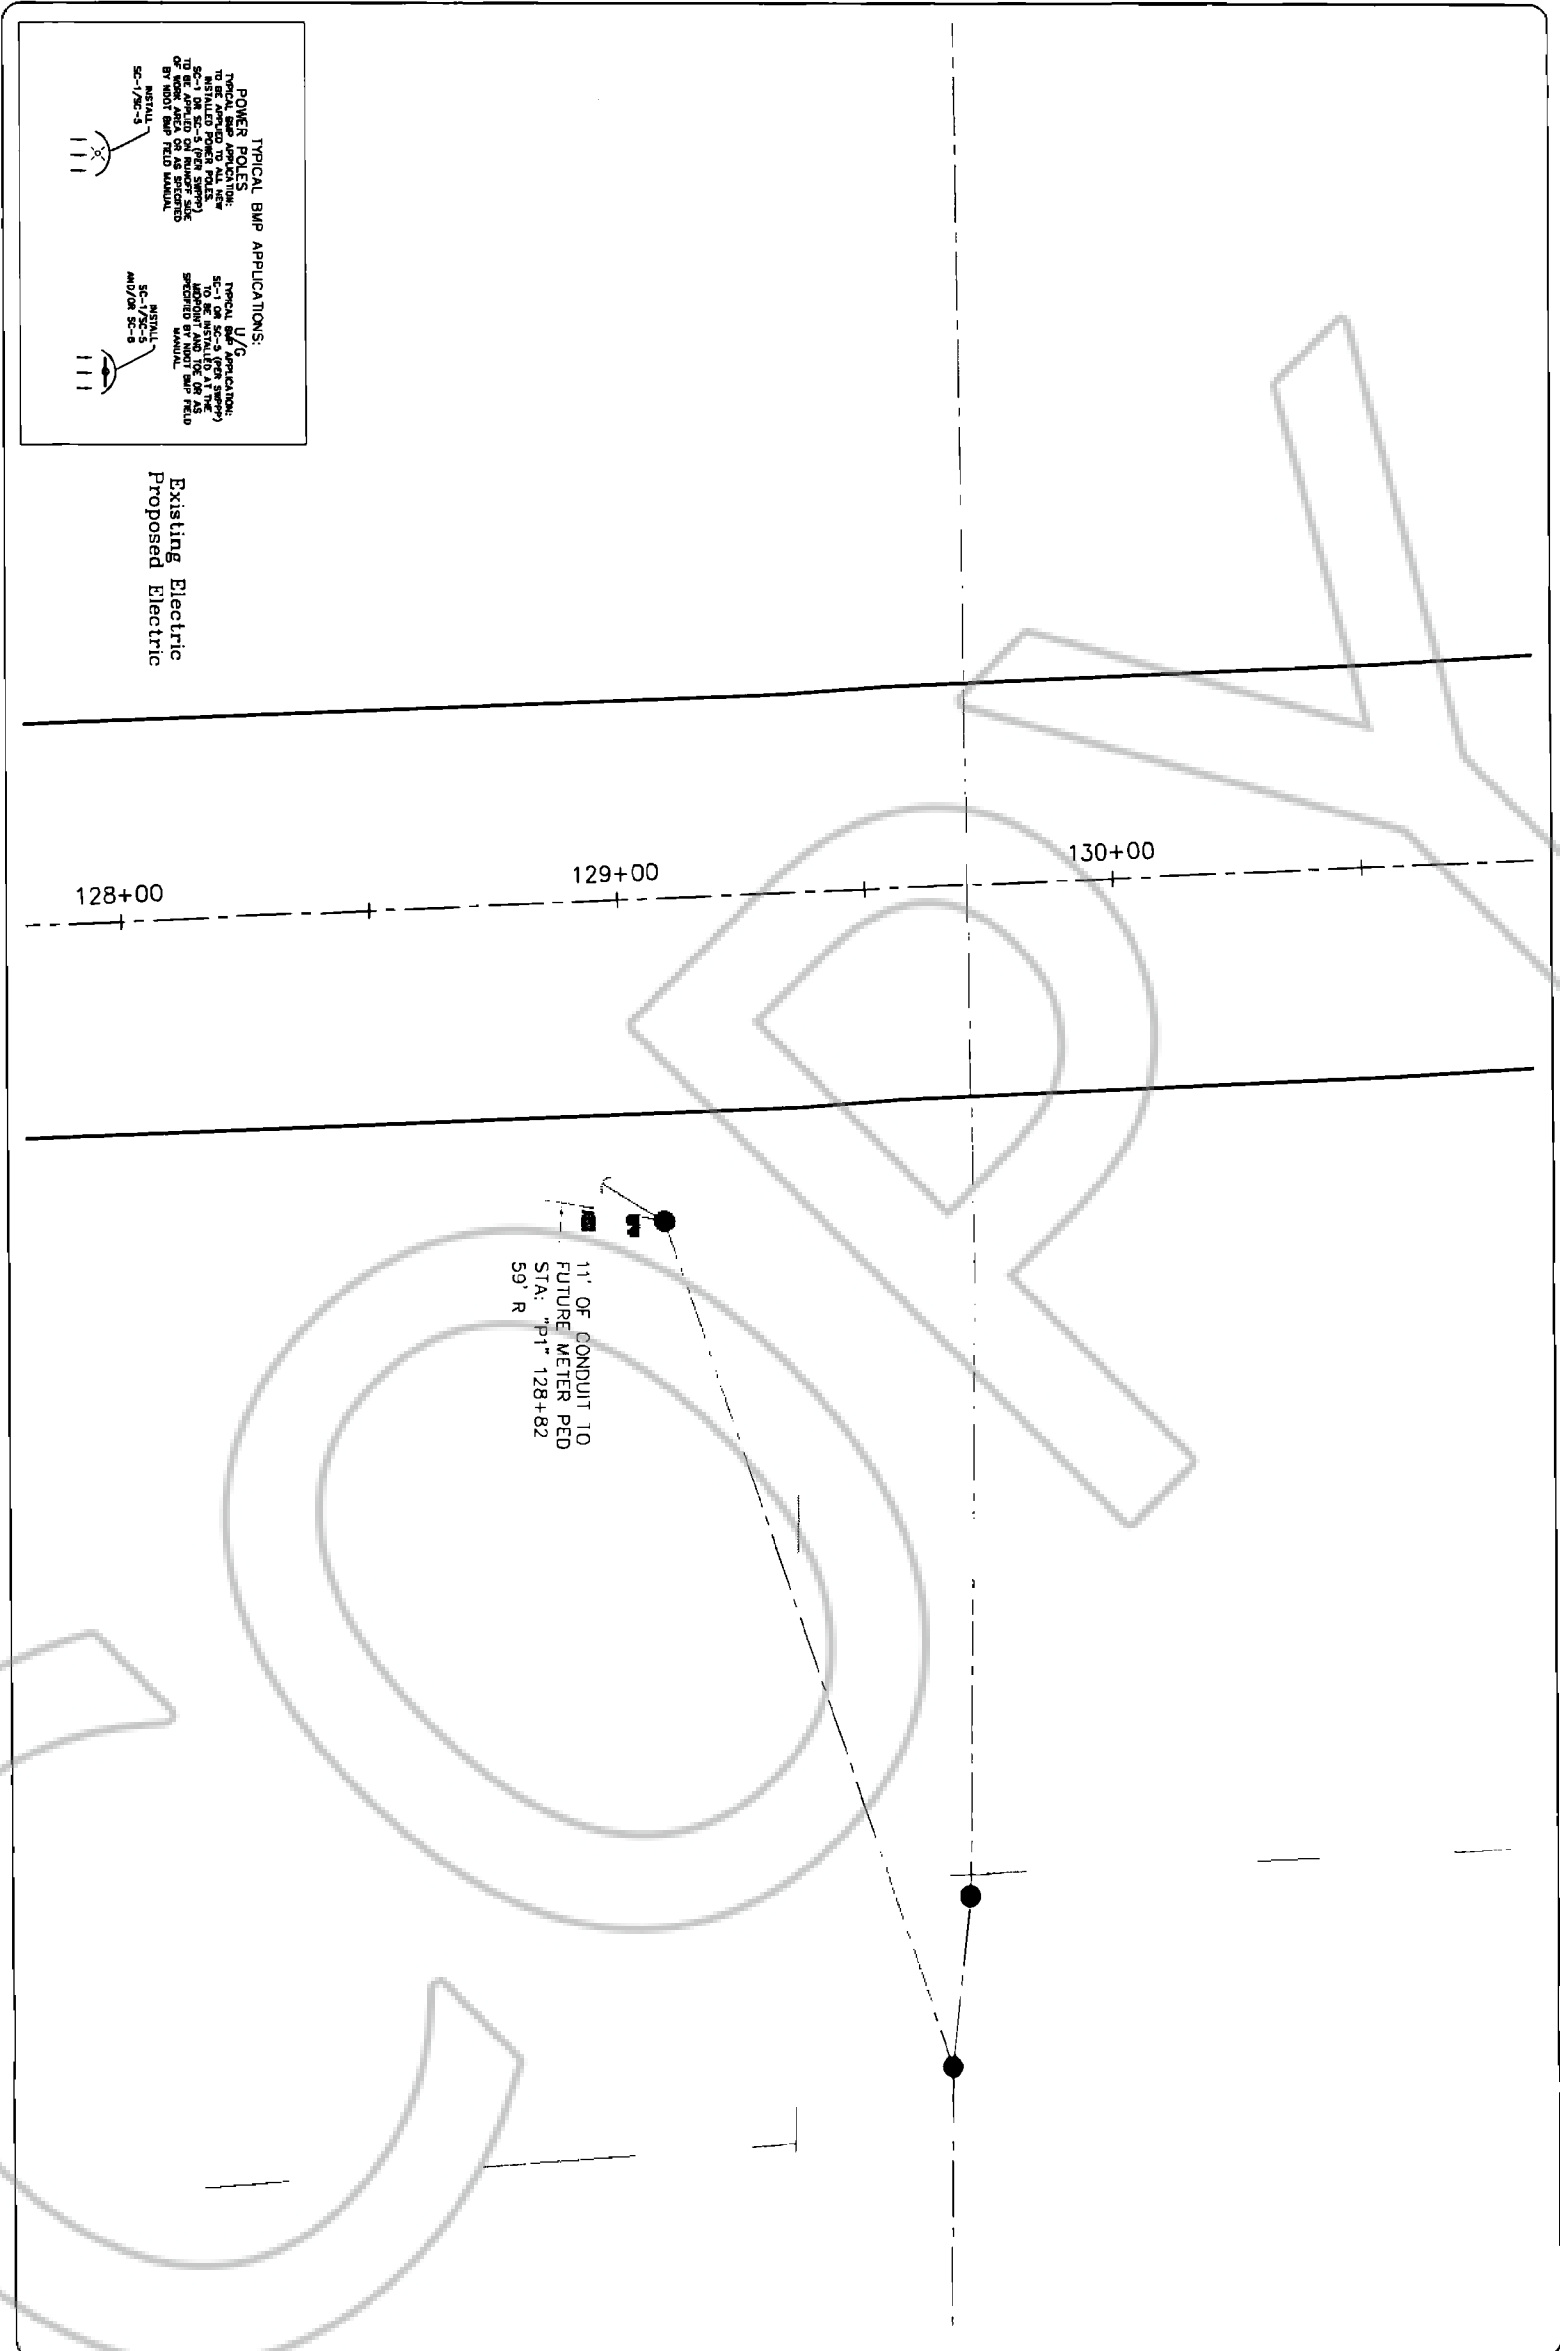 TYPICAL BMP APPLICATIONS:
POWER POLES
TYPICAL BMP APPLICATION:
TO BE APPLIED TO ALL NEW
INSTALLED POWER POLES.
SC-1 OR SC-5 (PER SWPPP)
TO BE APPLIED ON RUNOFF SIDE
OF WORK AREA OR AS SPECIFIED
BY NDOT BMP FIELD MANUAL
INSTALL
SC-1/SC-5
U/G
TYPICAL BMP APPLICATION:
SC-1 OR SC-5 (PER SWPPP)
TO BE INSTALLED AT THE
MIDPOINT AND TOE OR AS
SPECIFIED BY NDOT BMP FIELD
MANUAL
INSTALL
SC-1/SC-5
AND/OR SC-8
Existing Electric
Proposed Electric
128+00
129+00
130+00
11' OF CONDUIT TO
FUTURE METER PED
STA: "P1" 128+82
59' R
COPY